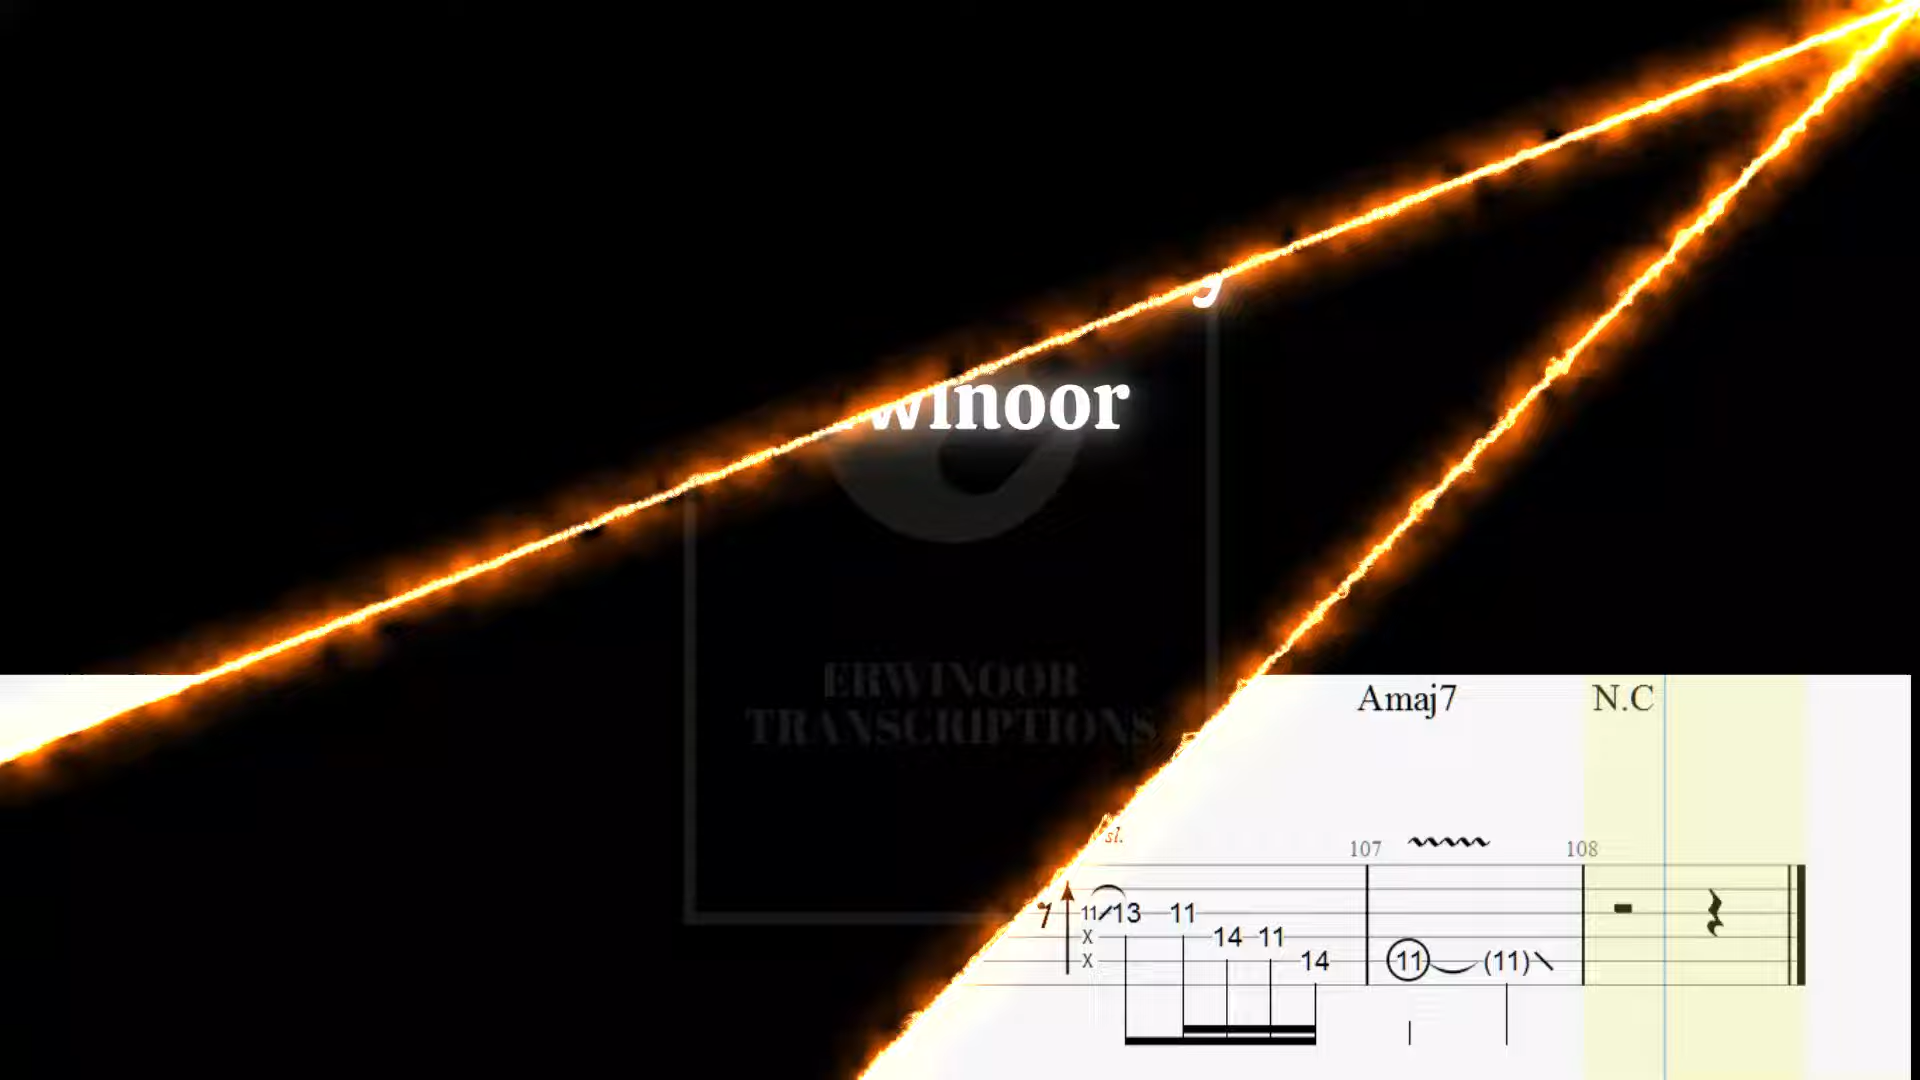 winoor
ERWINOOR
TRANSCRIPTIONS
Amaj7 N.C
sl.
107 108
11 13 11
X 14 11
X 14 11 (11)